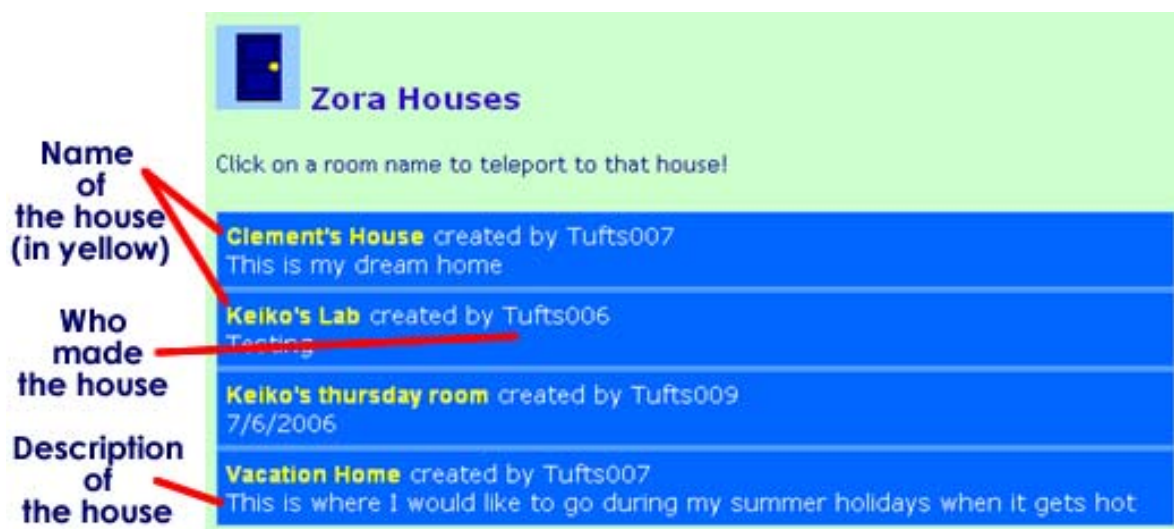 Zora Houses
Click on a room name to teleport to that house!
Name
of
the house
(in yellow)
Clement's House created by Tufts007
This is my dream home
Who
made
the house
Keiko's Lab created by Tufts006
Testing
Keiko's thursday room created by Tufts009
7/6/2006
Description
of
the house
Vacation Home created by Tufts007
This is where I would like to go during my summer holidays when it gets hot